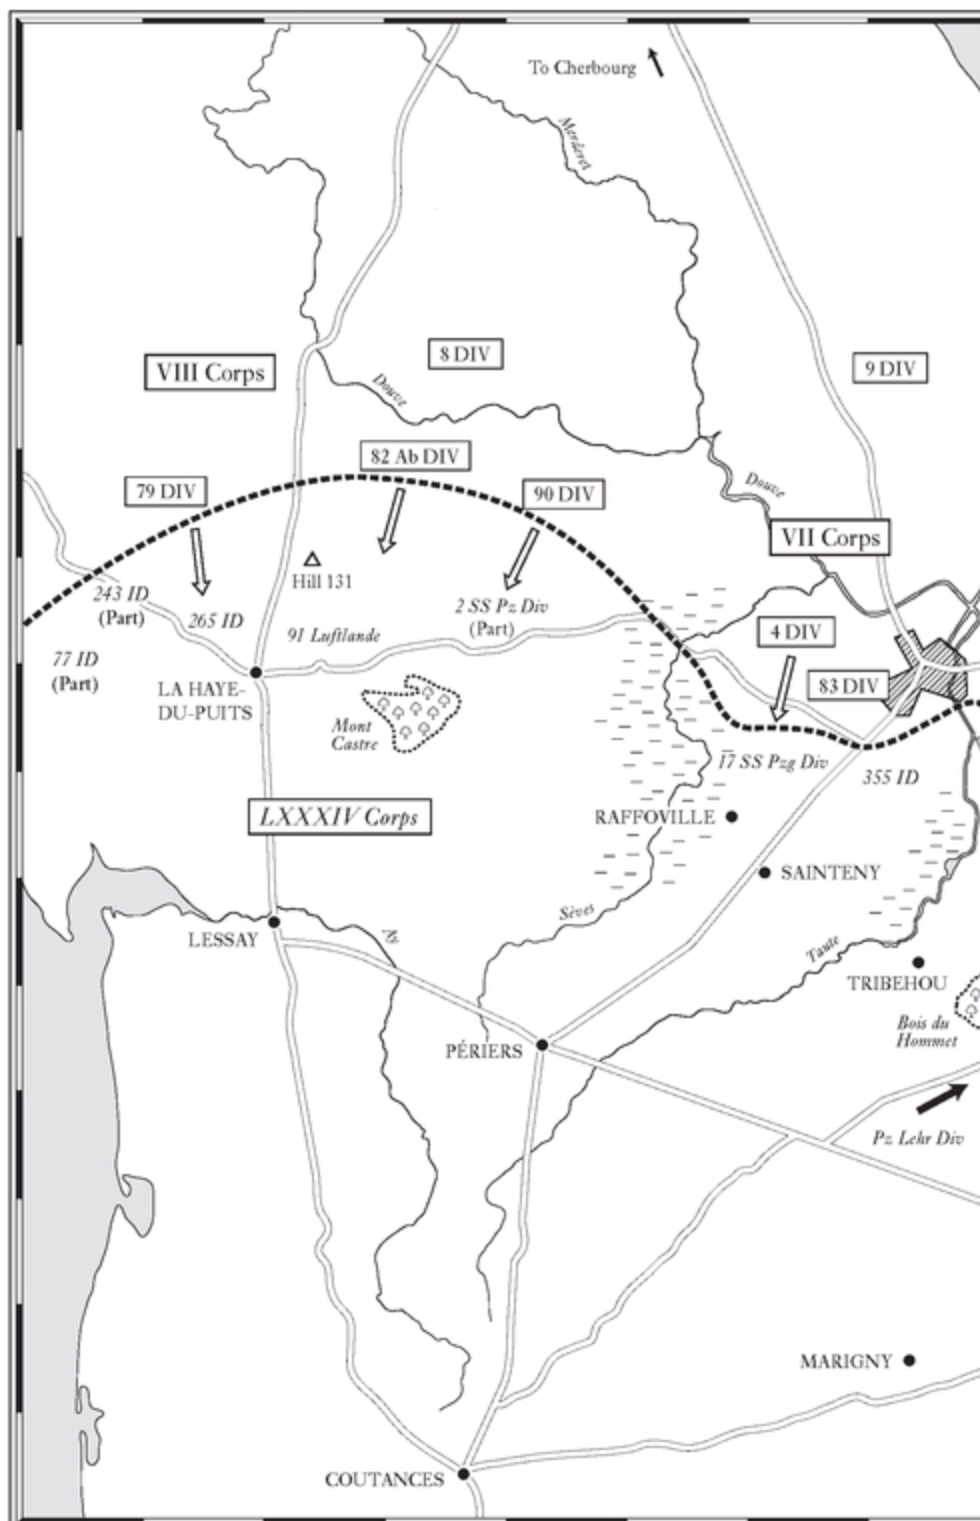 To Cherbourg
Merderet
8 DIV
VIII Corps
9 DIV
Douve
82 Ab DIV
79 DIV
90 DIV
Douve
VII Corps
Hill 131
243 ID
(Part)
265 ID
2 SS Pz Div
(Part)
91 Luftlande
4 DIV
77 ID
(Part)
LA HAYE-
DU-PUITS
83 DIV
Mont
Castre
17 SS Pzg Div
355 ID
LXXXIV Corps
RAFFOVILLE
SAINTENY
Sèves
LESSAY
Ay
Taute
TRIBEHOU
Bois du
Hommet
PÉRIERS
Pz Lehr Div
MARIGNY
COUTANCES